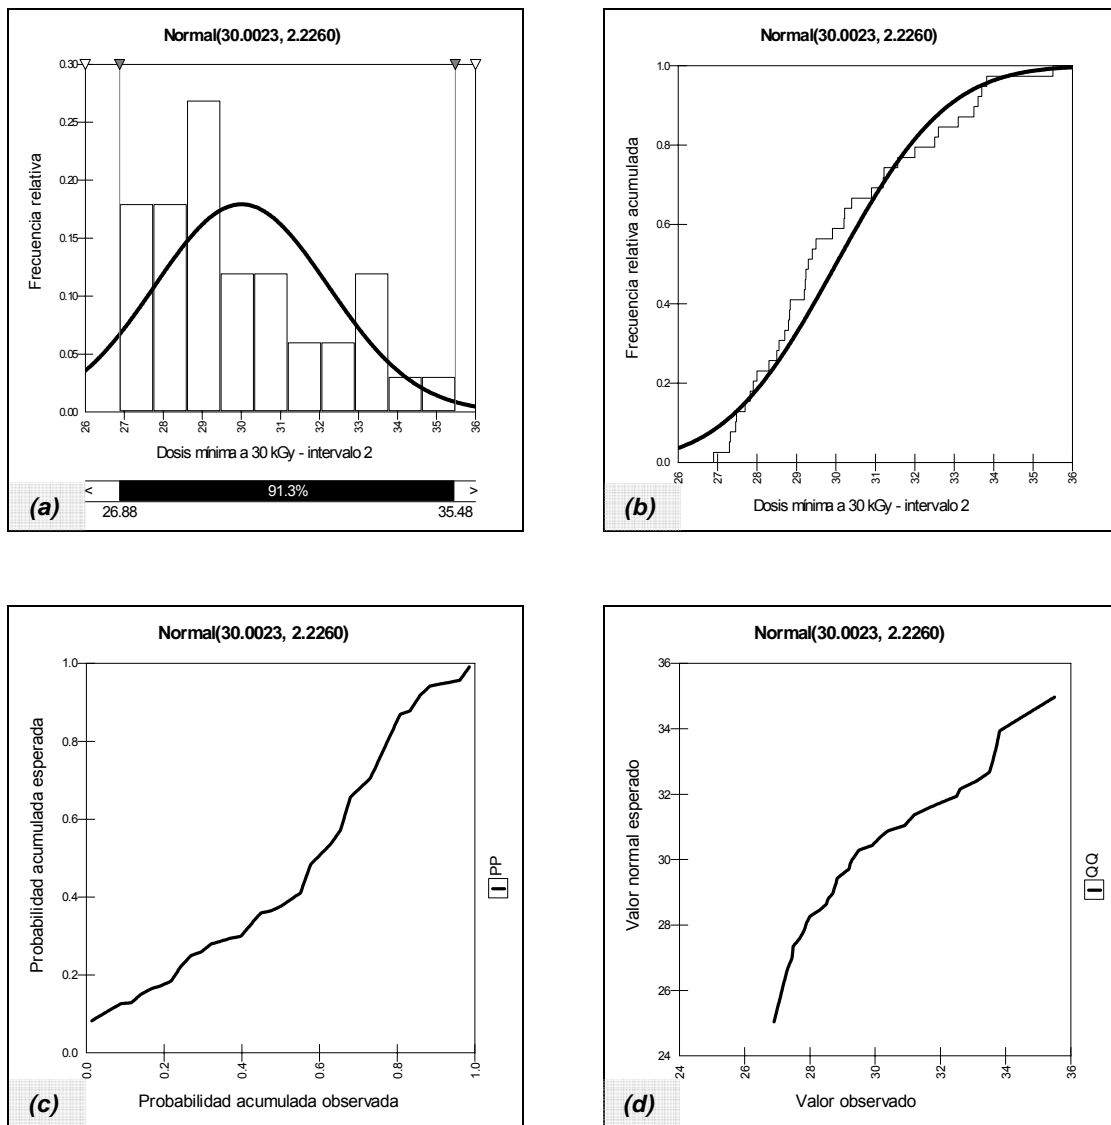 Normal(30.0023, 2.2260)
Frecuencia relativa
0.30
0.25
0.20
0.15
0.10
0.05
0.00
26 27 28 29 30 31 32 33 34 35 36
Dosis mínima a 30 kGy - intervalo 2
< 91.3% >
26.88 35.48
(a)
Normal(30.0023, 2.2260)
Frecuencia relativa acumulada
1.0
0.8
0.6
0.4
0.2
0.0
26 27 28 29 30 31 32 33 34 35 36
Dosis mínima a 30 kGy - intervalo 2
(b)
Normal(30.0023, 2.2260)
Probabilidad acumulada esperada
1.0
0.8
0.6
0.4
0.2
0.0
0.0 0.2 0.4 0.6 0.8 1.0
Probabilidad acumulada observada
PP
(c)
Normal(30.0023, 2.2260)
Valor normal esperado
36
34
32
30
28
26
24
24 26 28 30 32 34 36
Valor observado
QQ
(d)